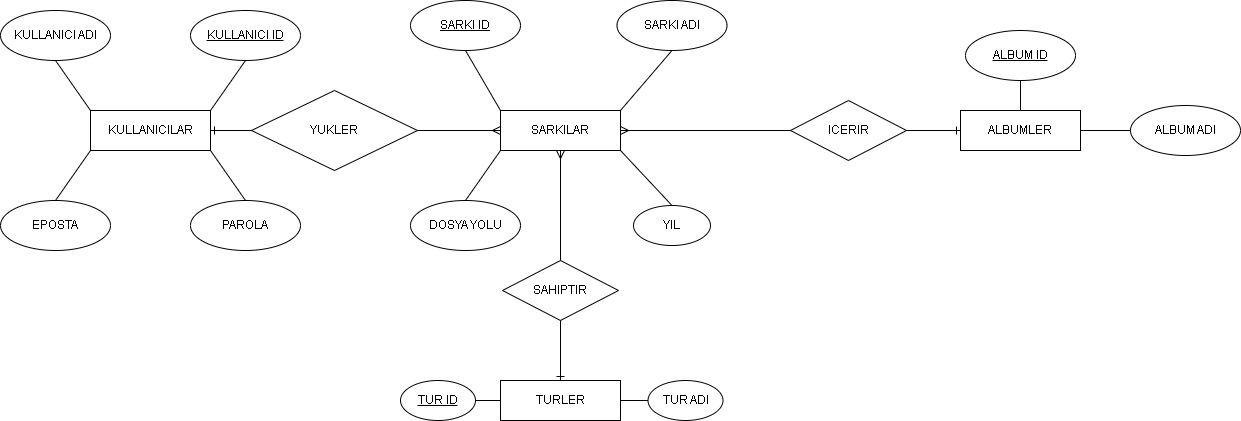 KULLANICI ADI
KULLANICI ID
SARKI ID
SARKI ADI
ALBUM ID
KULLANICILAR
YUKLER
SARKILAR
ICERIR
ALBUMLER
ALBUM ADI
EPOSTA
PAROLA
DOSYA YOLU
YIL
SAHIPTIR
TUR ID
TURLER
TUR ADI